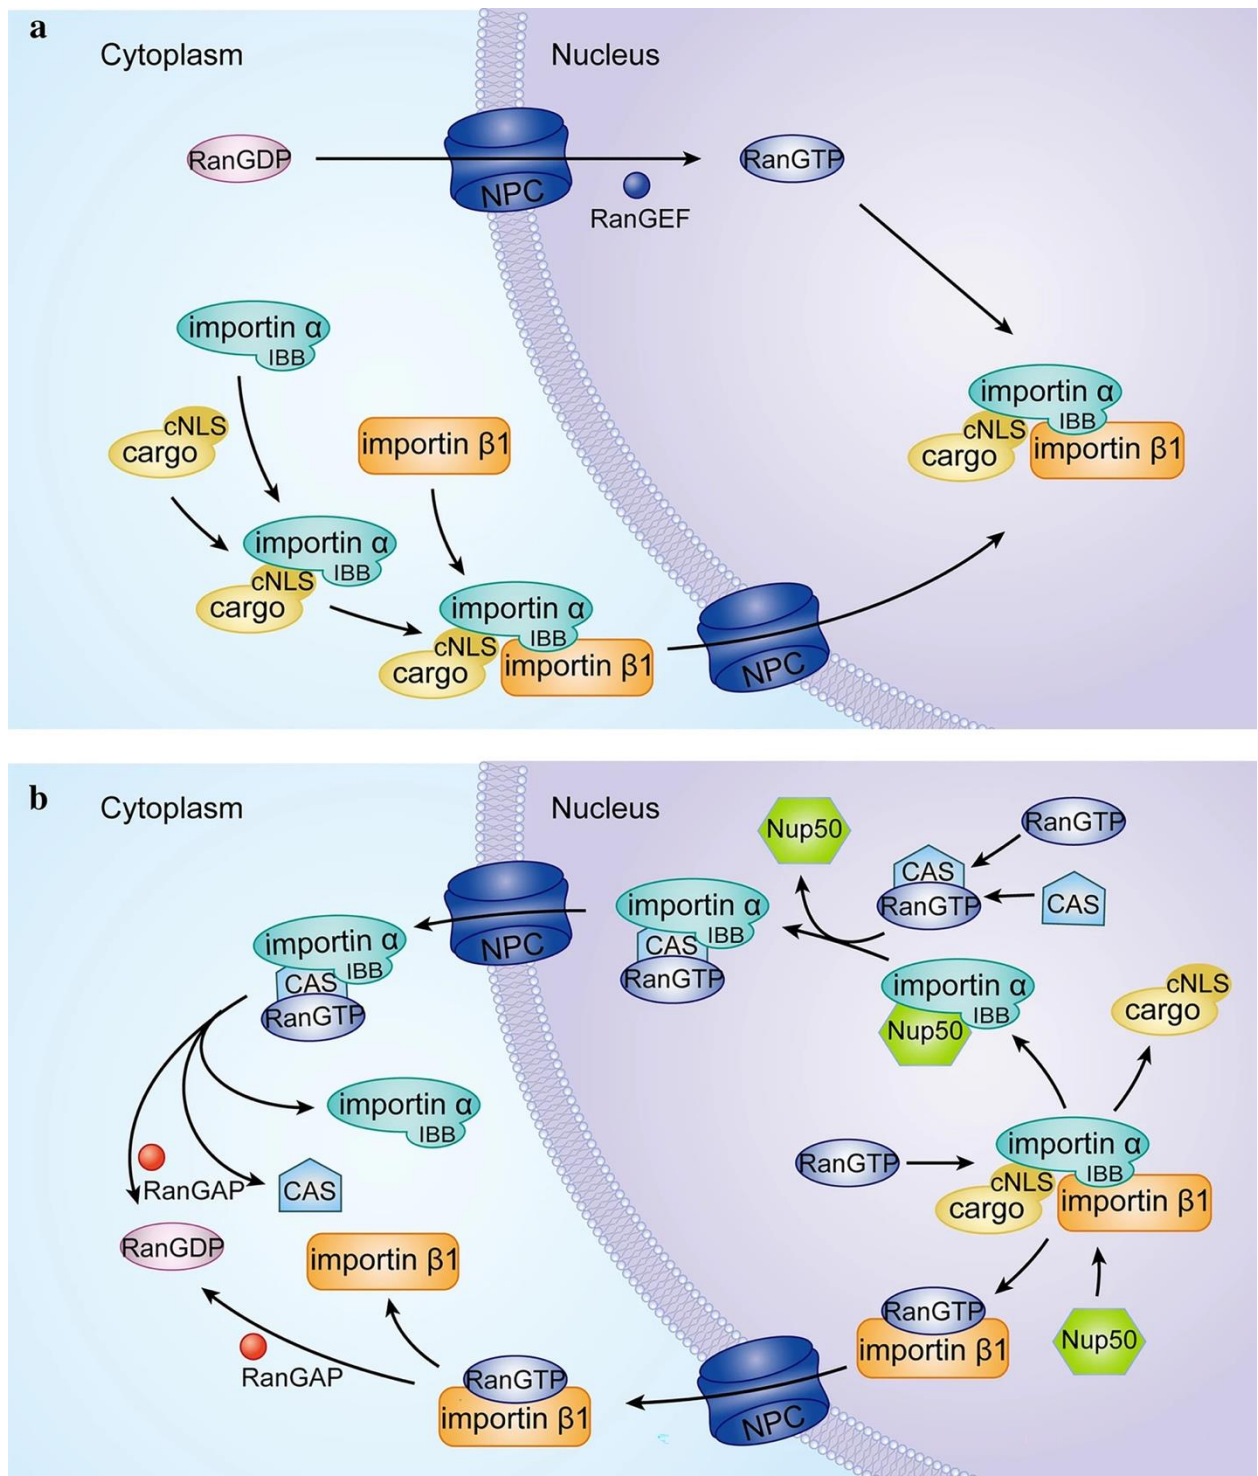 a
Cytoplasm
Nucleus
RanGDP
NPC
RanGEF
RanGTP
importin α
IBB
cNLS
cargo
importin β1
importin α
IBB
cNLS
cargo
importin α
IBB
cNLS
cargo
importin β1
NPC
importin α
IBB
cNLS
cargo
importin β1
b
Cytoplasm
Nucleus
Nup50
RanGTP
CAS
RanGTP
CAS
importin α
IBB
CAS
RanGTP
NPC
importin α
IBB
CAS
RanGTP
importin α
IBB
Nup50
cNLS
cargo
importin α
IBB
RanGAP
CAS
RanGDP
RanGTP
importin α
IBB
cNLS
cargo
importin β1
importin β1
RanGAP
RanGTP
importin β1
Nup50
RanGTP
importin β1
NPC